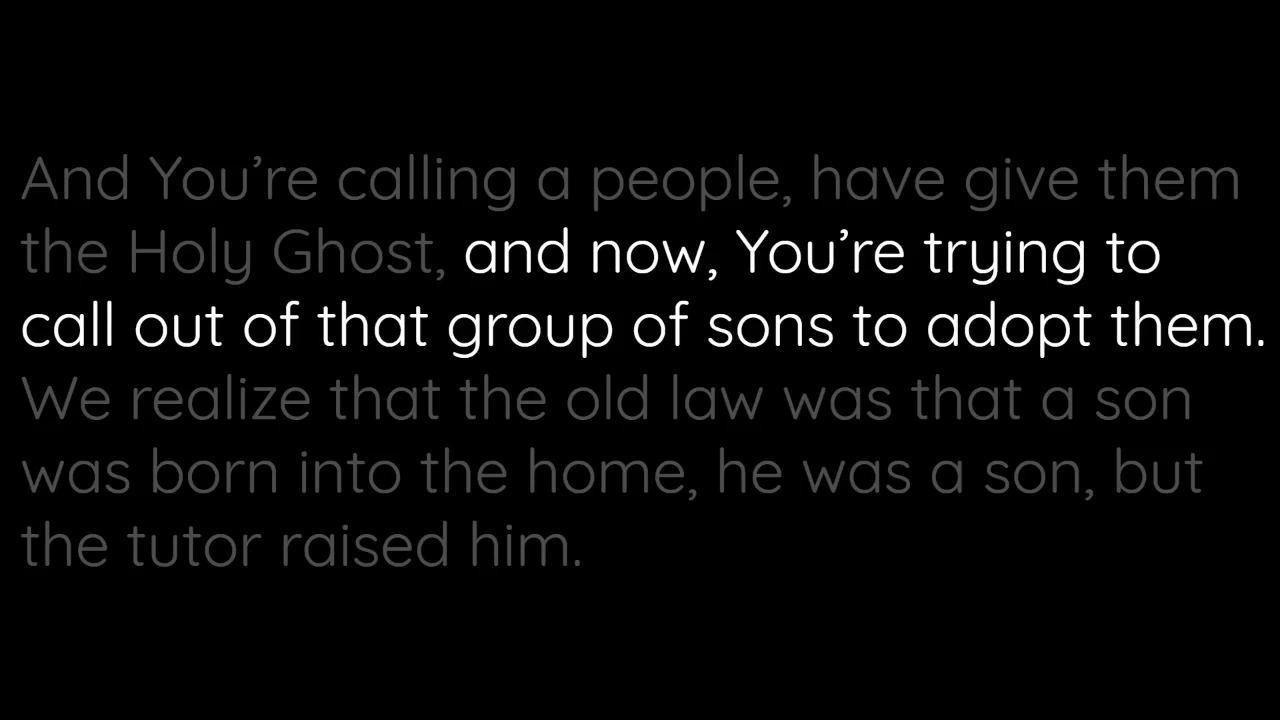 And You’re calling a people, have give them
the Holy Ghost, and now, You’re trying to
call out of that group of sons to adopt them.
We realize that the old law was that a son
was born into the home, he was a son, but
the tutor raised him.